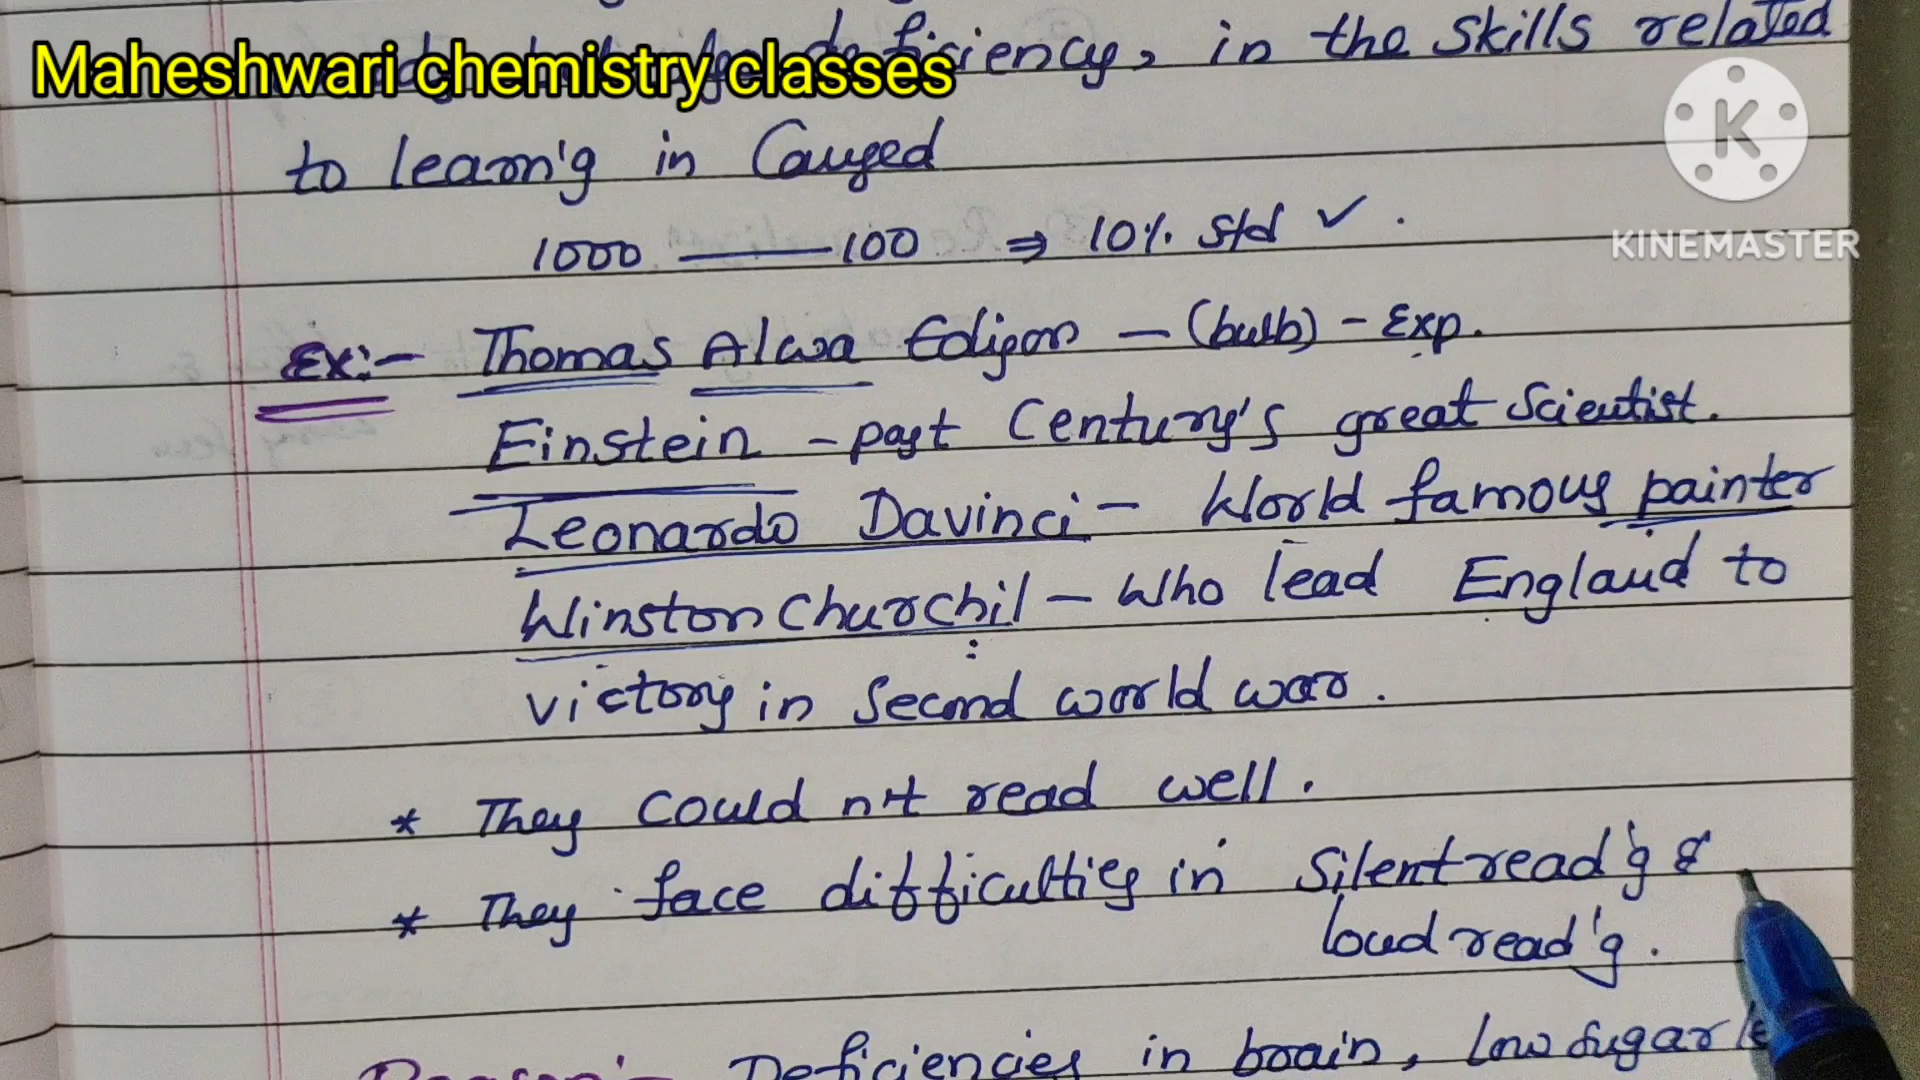 Maheshwari chemistry classes
deficiency, in the skills related
to learn'g in Caused
KINEMASTER
1000 — 100 ⇒ 10% Std ✓ .
Ex:- Thomas Alwa Edison - (bulb) - Exp.
Einstein - past Century's great Scientist.
Leonardo Davinci - World famous painter
Winston Churchil - Who lead England to
victory in Second world war.
* They Could n't read well.
* They face difficulties in Silent read'g &
loud read'g.
Reason:- Deficiencies in brain, Low Sugar le